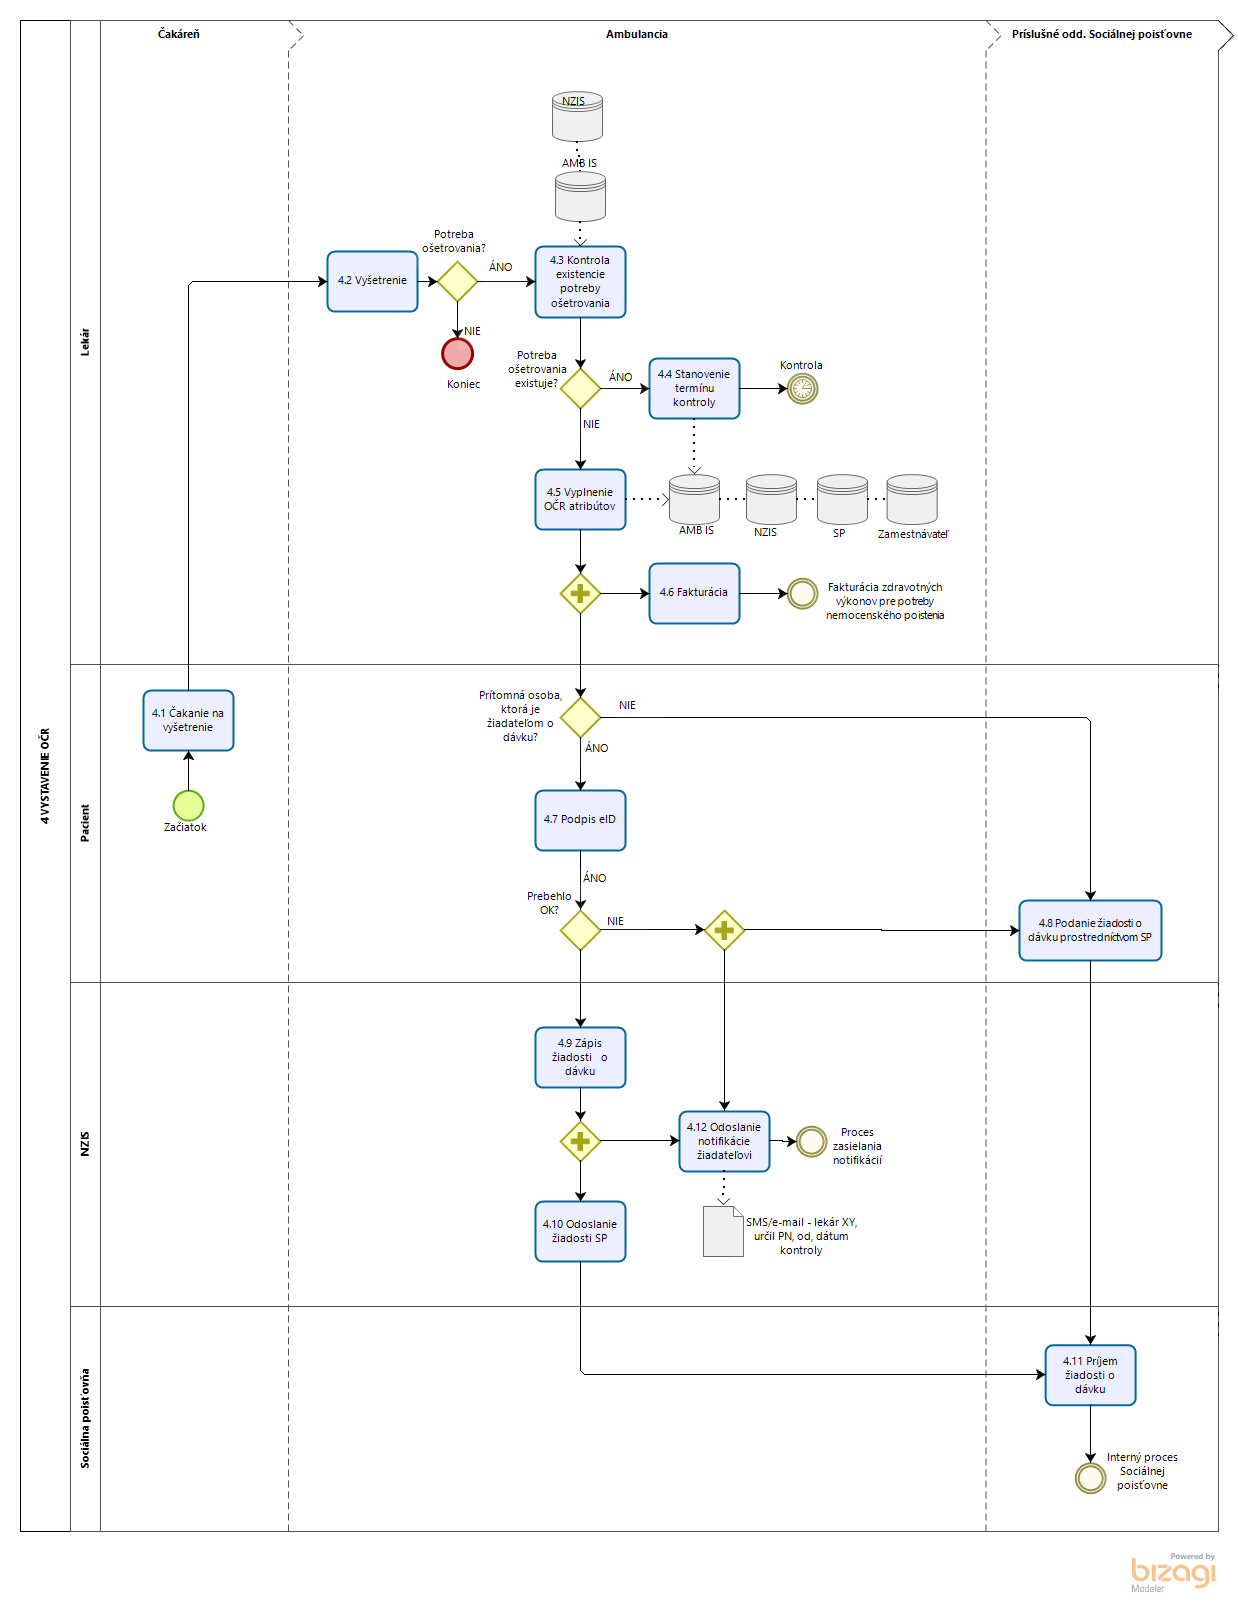 Čakáreň
Ambulancia
Príslušné odd. Sociálnej poisťovne
4 VYSTAVENIE OČR
Lekár
NZIS
AMB IS
Potreba
ošetrovania?
ÁNO
NIE
Koniec
4.2 Vyšetrenie
4.3 Kontrola
existencie
potreby
ošetrovania
Potreba
ošetrovania
existuje?
ÁNO
NIE
4.4 Stanovenie
termínu
kontroly
Kontrola
4.5 Vyplnenie
OČR atribútov
AMB IS
NZIS
SP
Zamestnávateľ
4.6 Fakturácia
Fakturácia zdravotných
výkonov pre potreby
nemocenského poistenia
Pacient
4.1 Čakanie na
vyšetrenie
Začiatok
Prítomná osoba,
ktorá je
žiadateľom o
dávku?
NIE
ÁNO
4.7 Podpis eID
ÁNO
Prebehlo
OK?
NIE
4.8 Podanie žiadosti o
dávku prostredníctvom SP
NZIS
4.9 Zápis
žiadosti o
dávku
4.12 Odoslanie
notifikácie
žiadateľovi
Proces
zasielania
notifikácií
4.10 Odoslanie
žiadosti SP
SMS/e-mail - lekár XY,
určil PN, od, dátum
kontroly
Sociálna poisťovňa
4.11 Príjem
žiadosti o
dávku
Interný proces
Sociálnej
poisťovne
Powered by
bizagi
Modeler